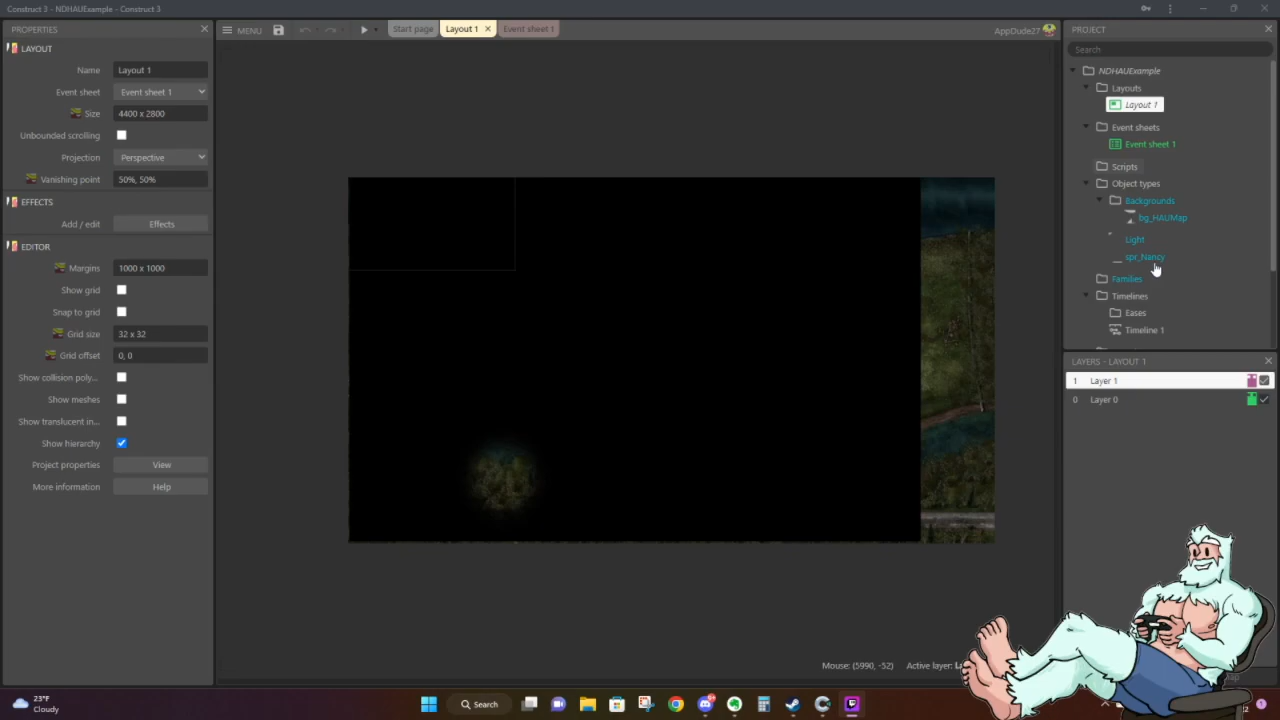 Construct 3 - NDHAUExample - Construct 3
PROPERTIES
LAYOUT
Name Layout 1
Event sheet Event sheet 1
Size 4400 x 2800
Unbounded scrolling
Projection Perspective
Vanishing point 50%, 50%
EFFECTS
Add / edit Effects
EDITOR
Margins 1000 x 1000
Show grid
Snap to grid
Grid size 32 x 32
Grid offset 0, 0
Show collision poly...
Show meshes
Show translucent in...
Show hierarchy
Project properties View
More information Help
MENU
Start page
Layout 1
Event sheet 1
AppDude27
Mouse: (5990, -52) Active layer:
PROJECT
Search
NDHAUExample
Layouts
Layout 1
Event sheets
Event sheet 1
Scripts
Object types
Backgrounds
bg_HAUMap
Light
spr_Nancy
Families
Timelines
Eases
Timeline 1
LAYERS - LAYOUT 1
1 Layer 1
0 Layer 0
23°F
Cloudy
Search